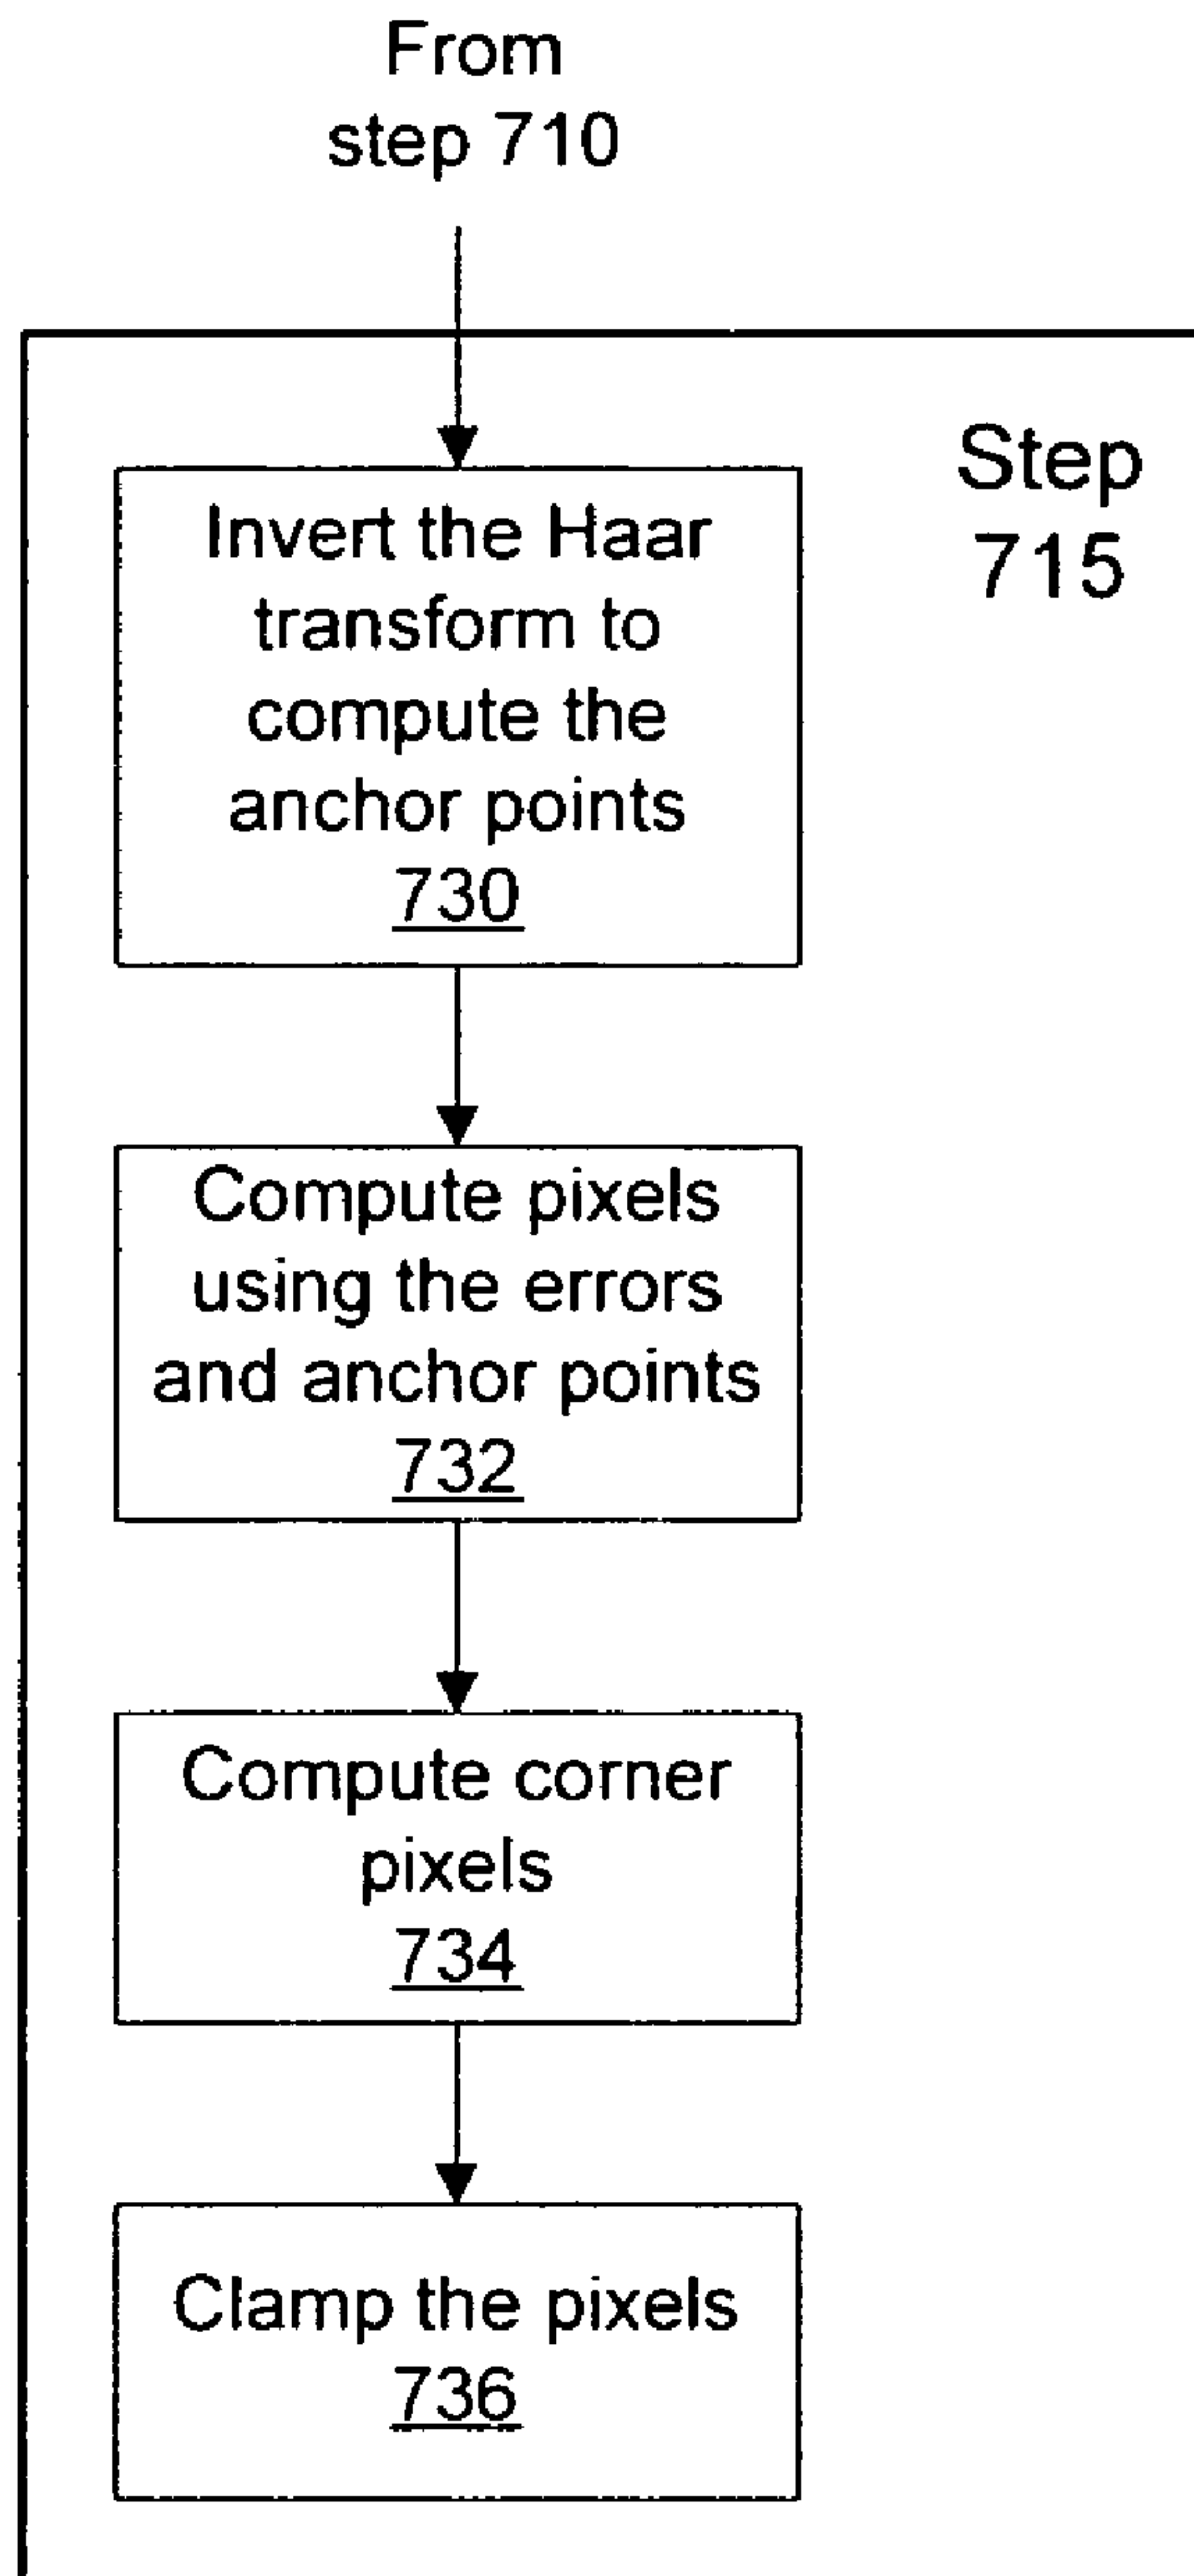 From
step 710
Step
715
Invert the Haar
transform to
compute the
anchor points
730
Compute pixels
using the errors
and anchor points
732
Compute corner
pixels
734
Clamp the pixels
736